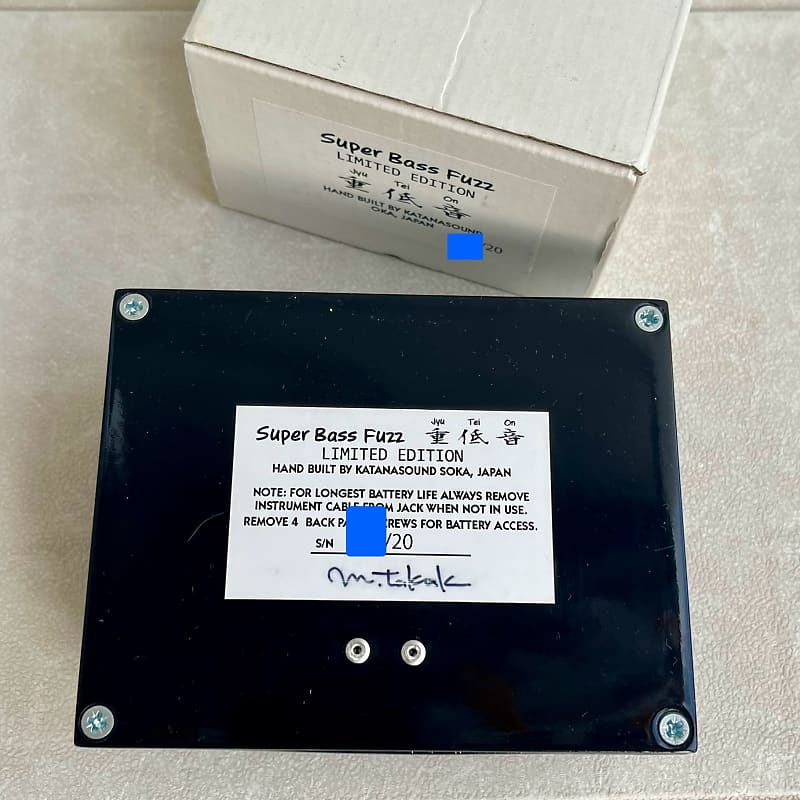 Super Bass Fuzz
LIMITED EDITION
Jyu Tei On
重低音
HAND BUILT BY KATANASOUND
OKA, JAPAN
/20
Super Bass Fuzz
Jyu Tei On
重低音
LIMITED EDITION
HAND BUILT BY KATANASOUND SOKA, JAPAN
NOTE: FOR LONGEST BATTERY LIFE ALWAYS REMOVE
INSTRUMENT CABLE FROM JACK WHEN NOT IN USE.
REMOVE 4 BACK PA CREWS FOR BATTERY ACCESS.
S/N /20